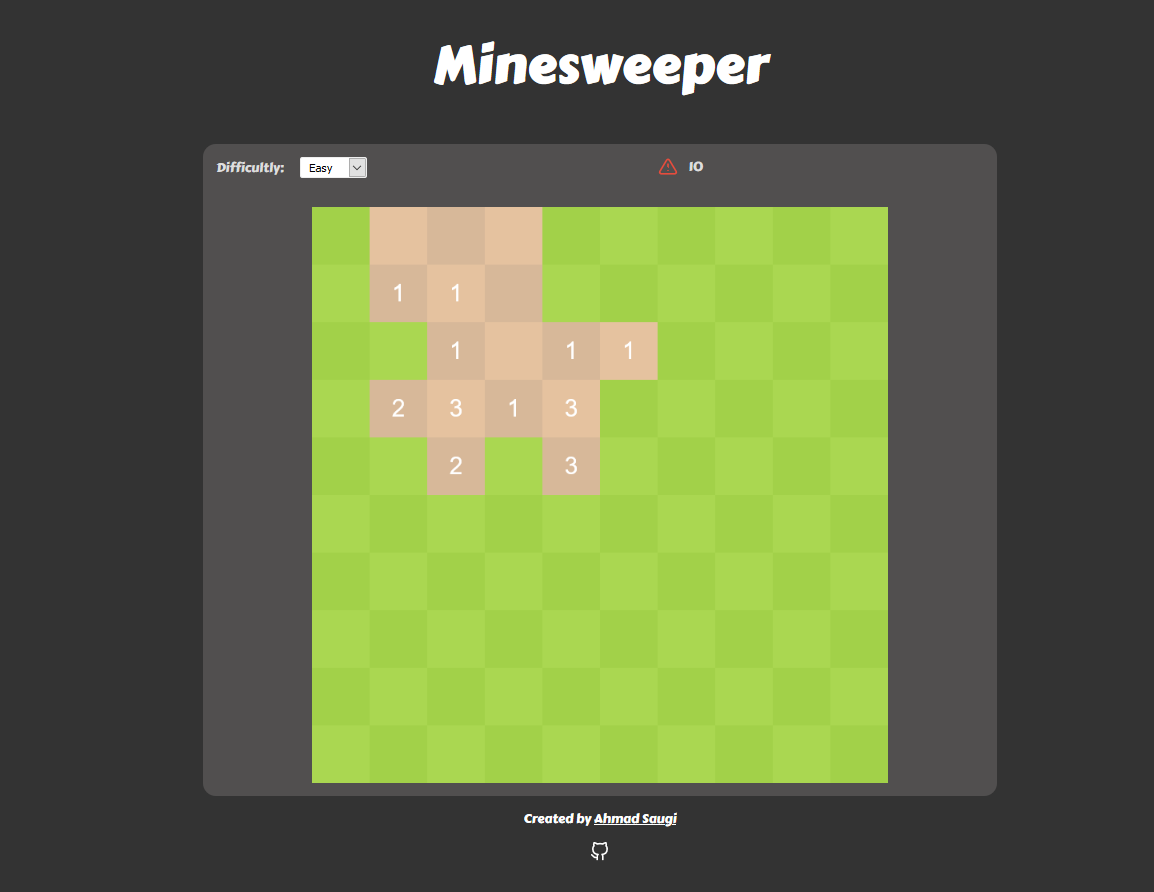 Minesweeper
Difficultly: Easy 10
1 1
1 1 1
2 3 1 3
2 3
Created by Ahmad Saugi